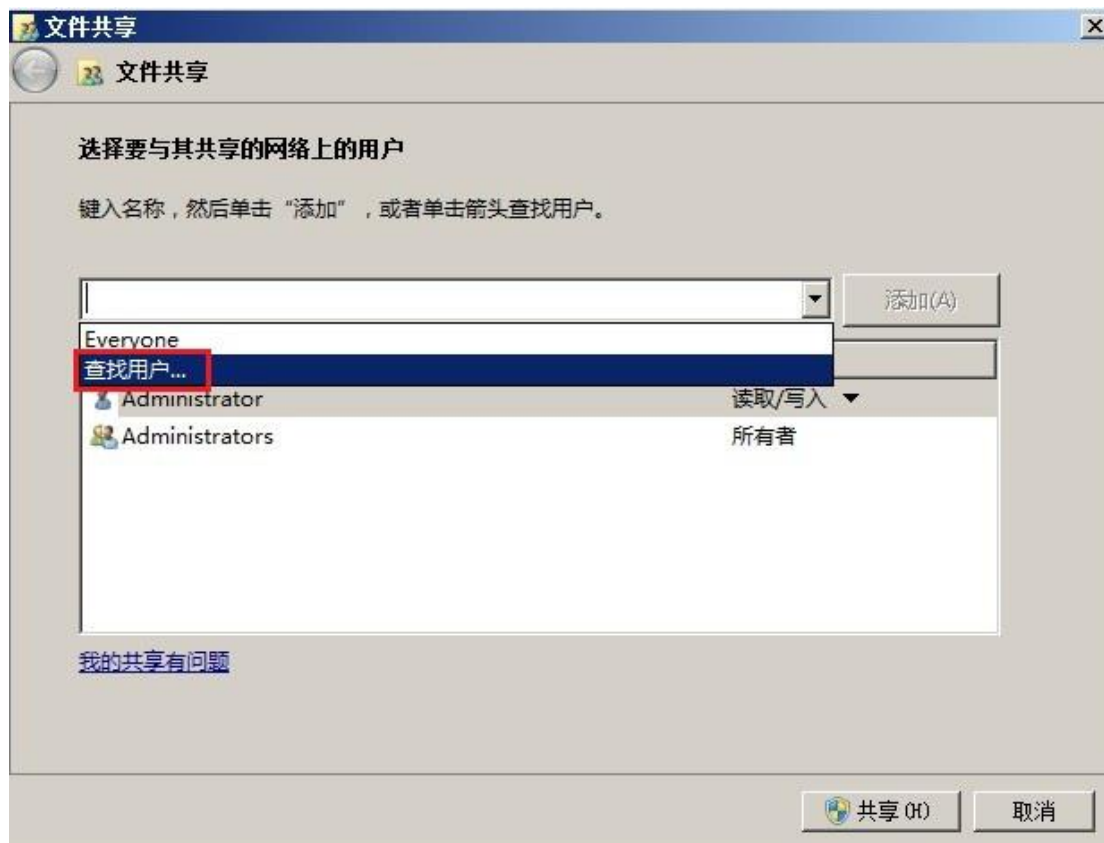 文件共享
文件共享
选择要与其共享的网络上的用户
键入名称，然后单击“添加”，或者单击箭头查找用户。
添加(A)
Everyone
查找用户...
Administrator 读取/写入
Administrators 所有者
我的共享有问题
共享(H) 取消